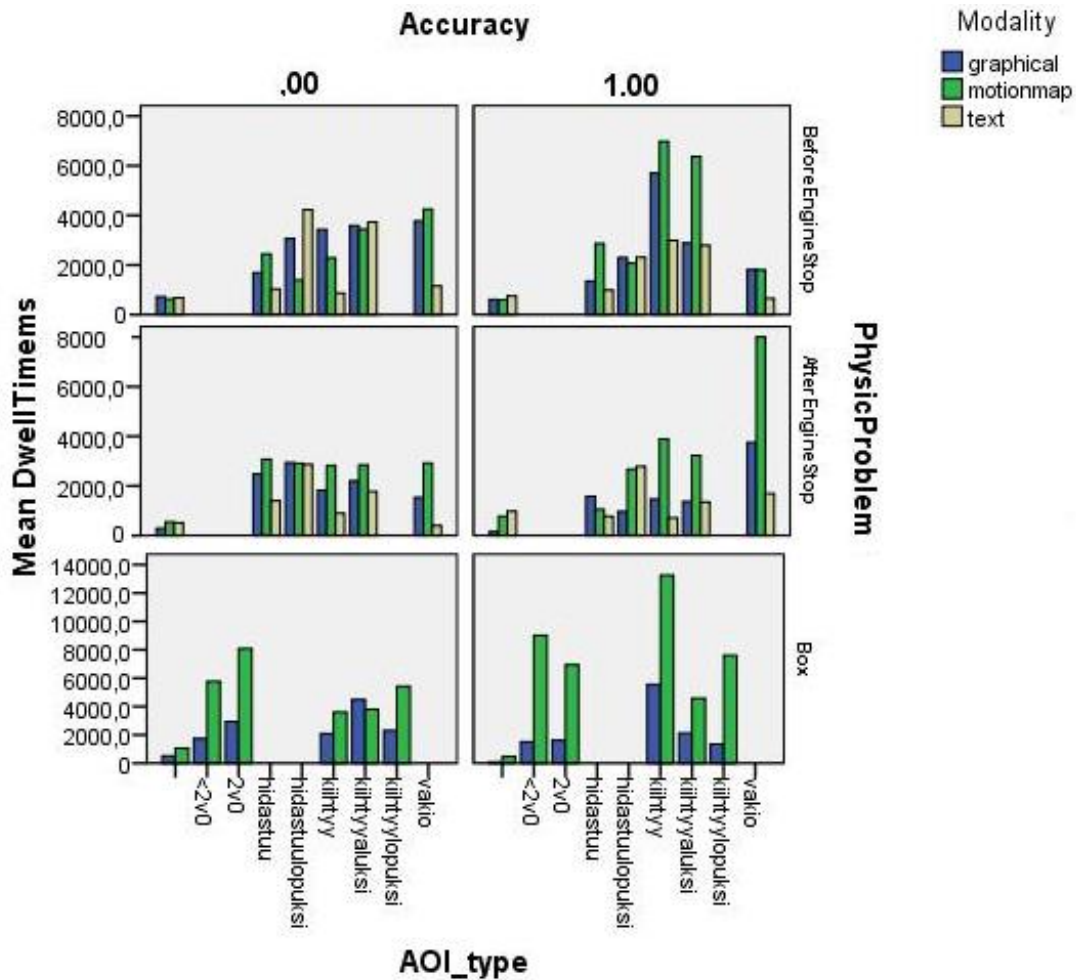 Accuracy
Modality
graphical
motionmap
text
.00
1.00
8000,0
6000,0
4000,0
2000,0
0
BeforeEngineStop
8000
6000,0
4000,0
2000,0
0
AfterEngineStop
14000,0
12000,0
10000,0
8000,0
6000,0
4000,0
2000,0
0
Box
Mean DwellTimems
PhysicProblem
<2v0
2v0
hidastuu
hidastuulopuksi
kiihtyy
kiihtyyaluksi
kiihtyylopuksi
vakio
<2v0
2v0
hidastuu
hidastuulopuksi
kiihtyy
kiihtyyaluksi
kiihtyylopuksi
vakio
AOI_type